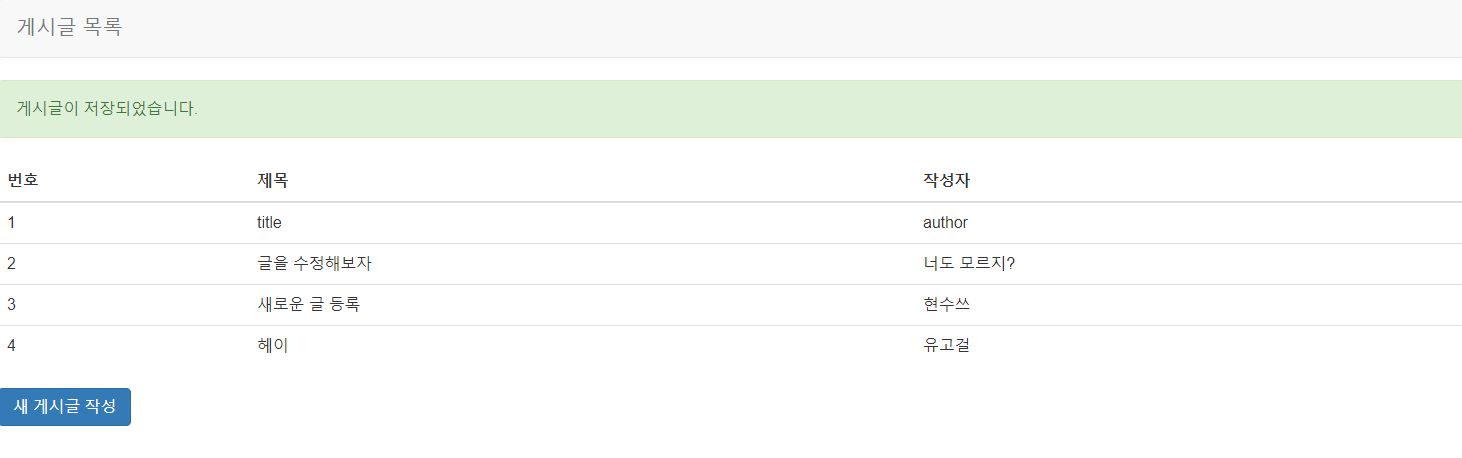 게시글 목록
게시글이 저장되었습니다.
번호 제목 작성자
1 title author
2 글을 수정해보자 너도 모르지?
3 새로운 글 등록 현수쓰
4 헤이 유고걸
새 게시글 작성